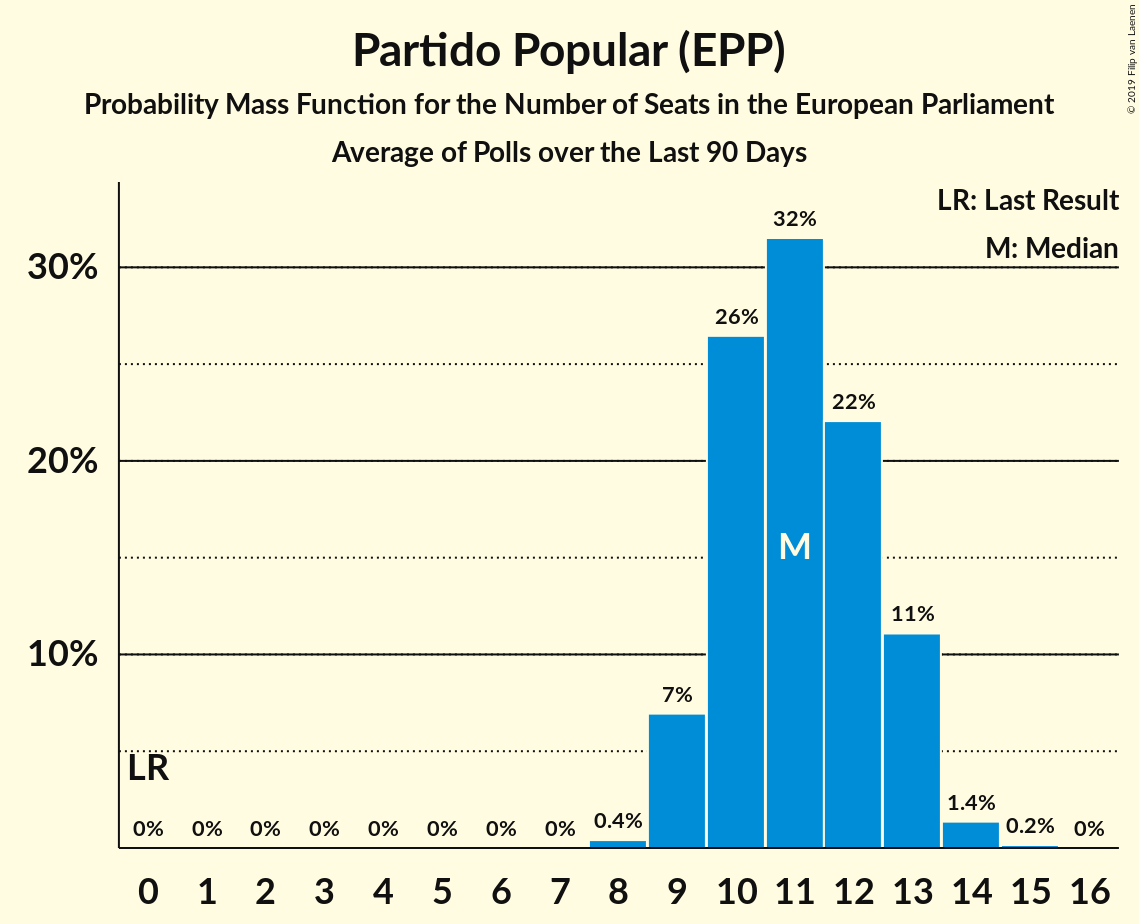 Partido Popular (EPP)
Probability Mass Function for the Number of Seats in the European Parliament
Average of Polls over the Last 90 Days
© 2019 Filip van Laenen
LR: Last Result
M: Median
30%
20%
10%
LR
M
0%
0%
0%
0%
0%
0%
0%
0%
0.4%
7%
26%
32%
22%
11%
1.4%
0.2%
0%
0 1 2 3 4 5 6 7 8 9 10 11 12 13 14 15 16